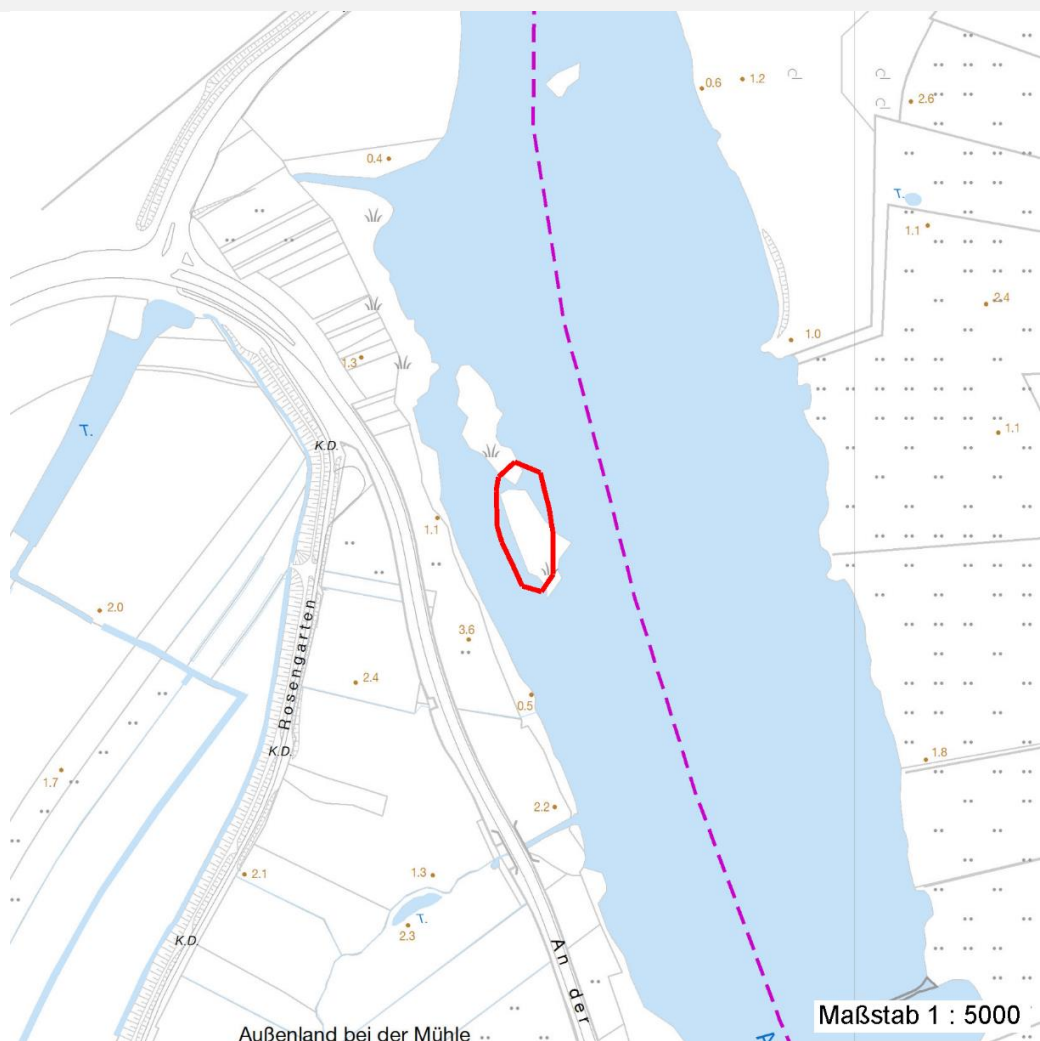 0.6
1.2
2.6
0.4
T.
1.1
2.4
1.0
1.3
T.
K.D.
1.1
1.1
2.0
Rosengarten
3.6
2.4
0.5
K.D.
1.8
1.7
2.2
2.1
1.3
T.
2.3
K.D.
An der
Maßstab 1 : 5000
Außenland bei der Mühle